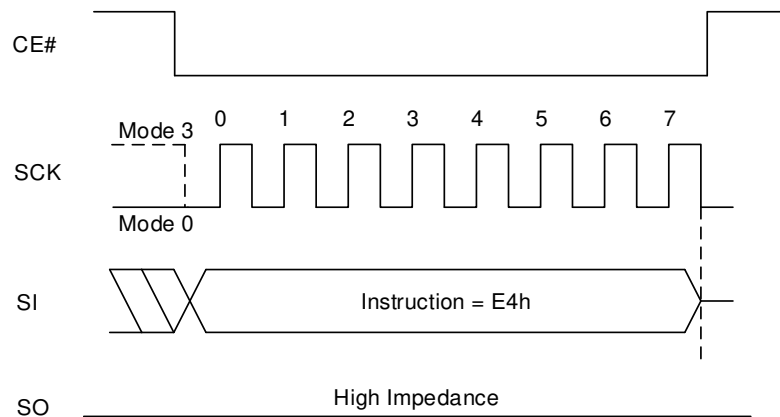 CE#
SCK
Mode 3
0 1 2 3 4 5 6 7
Mode 0
SI
Instruction = E4h
SO
High Impedance